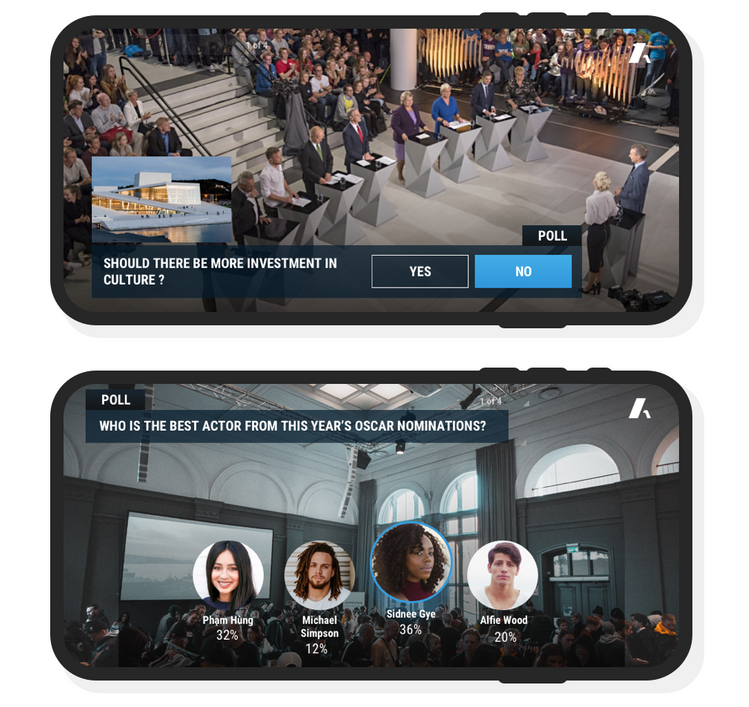 1 of 4
POLL
SHOULD THERE BE MORE INVESTMENT IN
CULTURE ?
YES
NO
POLL
1 of 4
WHO IS THE BEST ACTOR FROM THIS YEAR'S OSCAR NOMINATIONS?
Phạm Hùng
32%
Michael
Simpson
12%
Sidnee Gye
36%
Alfie Wood
20%